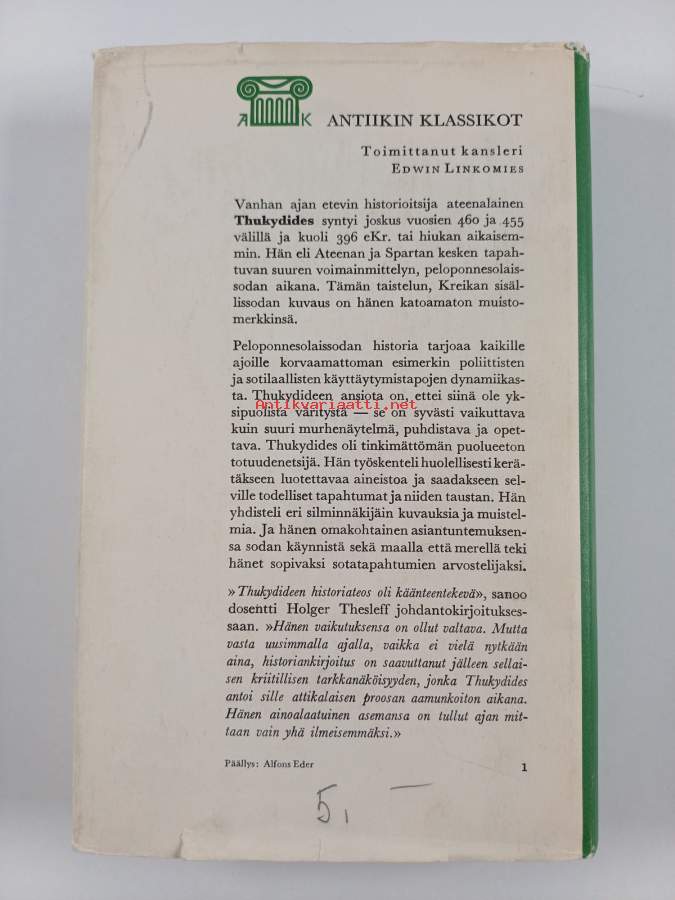 A K
ANTIIKIN KLASSIKOT
Toimittanut kansleri
EDWIN LINKOMIES
Vanhan ajan etevin historioitsija ateenalainen
Thukydides syntyi joskus vuosien 460 ja 455
välillä ja kuoli 396 eKr. tai hiukan aikaisem-
min. Hän eli Ateenan ja Spartan kesken tapah-
tuvan suuren voimainmittelyn, peloponnesolais-
sodan aikana. Tämän taistelun, Kreikan sisäl-
lissodan kuvaus on hänen katoamaton muisto-
merkkinsä.
Peloponnesolaissodan historia tarjoaa kaikille
ajoille korvaamattoman esimerkin poliittisten
ja sotilaallisten käyttäytymistapojen dynamiikas-
ta. Thukydideen ansiota on, ettei siinä ole yk-
Antikvariaatti.net
sipuolista väritystä — se on syvästi vaikuttava
kuin suuri murhenäytelmä, puhdistava ja opet-
tava. Thukydides oli tinkimättömän puolueeton
totuudenetsijä. Hän työskenteli huolellisesti kerä-
täkseen luotettavaa aineistoa ja saadakseen sel-
ville todelliset tapahtumat ja niiden taustan. Hän
yhdisteli eri silminnäkijäin kuvauksia ja muistel-
mia. Ja hänen omakohtainen asiantuntemuksen-
sa sodan käynnistä sekä maalla että merellä teki
hänet sopivaksi sotatapahtumien arvostelijaksi.
»Thukydideen historiateos oli käänteentekevä», sanoo
dosentti Holger Thesleff johdantokirjoitukses-
saan. »Hänen vaikutuksensa on ollut valtava. Mutta
vasta uusimmalla ajalla, vaikka ei vielä nytkään
aina, historiankirjoitus on saavuttanut jälleen sellai-
sen kriitillisen tarkkanäköisyyden, jonka Thukydides
antoi sille attikalaisen proosan aamunkoiton aikana.
Hänen ainoalaatuinen asemansa on tullut ajan mit-
taan vain yhä ilmeisemmäksi.»
Päällys: Alfons Eder
1
5, —